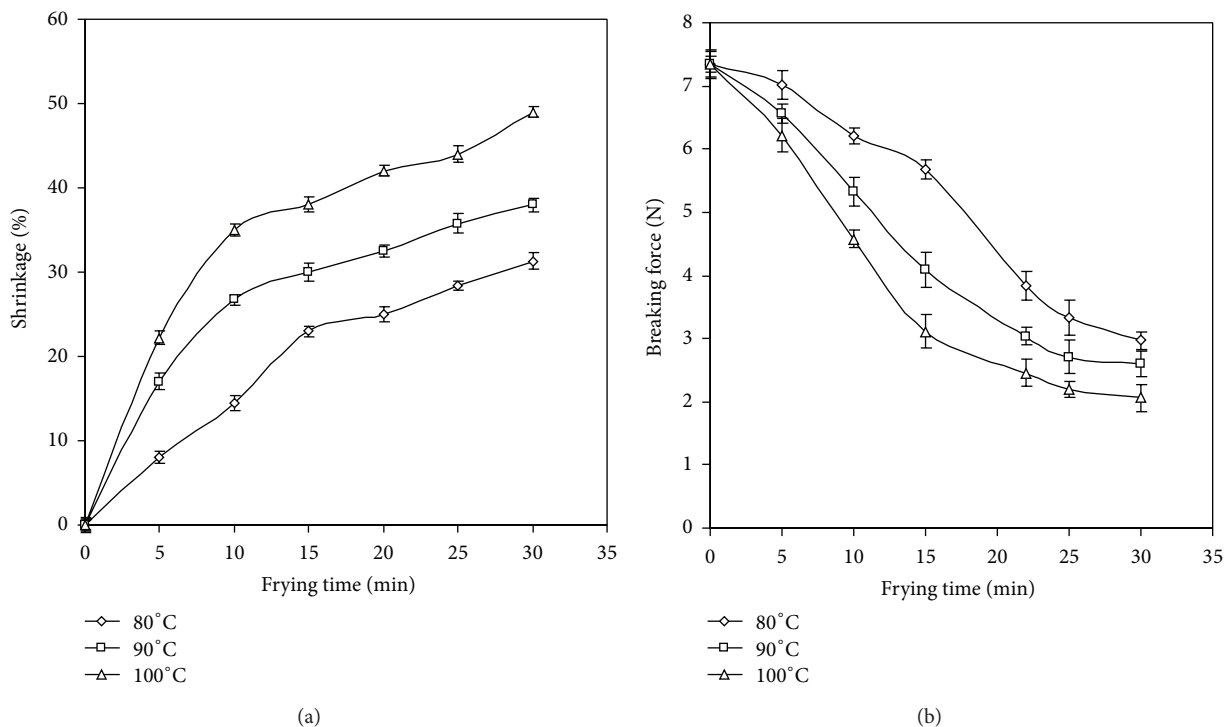 60
50
40
30
20
10
0
Shrinkage (%)
0 5 10 15 20 25 30 35
Frying time (min)
80°C
90°C
100°C
(a)
8
7
6
5
4
3
2
1
0
Breaking force (N)
0 5 10 15 20 25 30 35
Frying time (min)
80°C
90°C
100°C
(b)